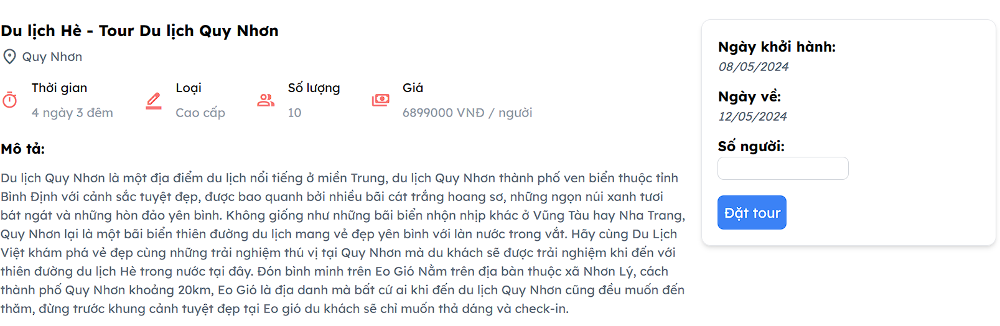 Du lịch Hè - Tour Du lịch Quy Nhơn
Quy Nhơn
Thời gian
4 ngày 3 đêm
Loại
Cao cấp
Số lượng
10
Giá
6899000 VNĐ / người
Mô tả:
Du lịch Quy Nhơn là một địa điểm du lịch nổi tiếng ở miền Trung, du lịch Quy Nhơn thành phố ven biển thuộc tỉnh
Bình Định với cảnh sắc tuyệt đẹp, được bao quanh bởi nhiều bãi cát trắng hoang sơ, những ngọn núi xanh tươi
bát ngát và những hòn đảo yên bình. Không giống như những bãi biển nhộn nhịp khác ở Vũng Tàu hay Nha Trang,
Quy Nhơn lại là một bãi biển thiên đường du lịch mang vẻ đẹp yên bình với làn nước trong vắt. Hãy cùng Du Lịch
Việt khám phá vẻ đẹp cùng những trải nghiệm thú vị tại Quy Nhơn mà du khách sẽ được trải nghiệm khi đến với
thiên đường du lịch Hè trong nước tại đây. Đón bình minh trên Eo Gió Nằm trên địa bàn thuộc xã Nhơn Lý, cách
thành phố Quy Nhơn khoảng 20km, Eo Gió là địa danh mà bất cứ ai khi đến du lịch Quy Nhơn cũng đều muốn đến
thăm, đừng trước khung cảnh tuyệt đẹp tại Eo gió du khách sẽ chỉ muốn thả dáng và check-in.
Ngày khởi hành:
08/05/2024
Ngày về:
12/05/2024
Số người:
Đặt tour